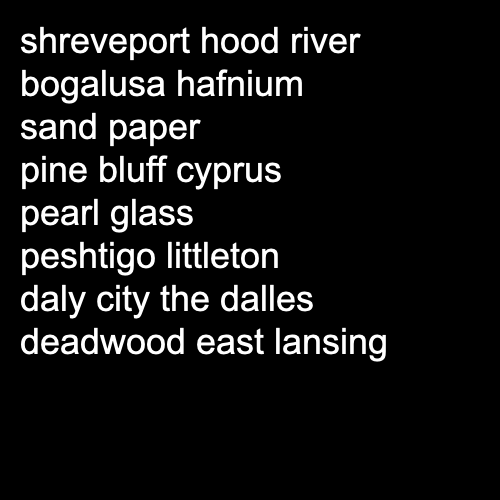 shreveport hood river
bogalusa hafnium
sand paper
pine bluff cyprus
pearl glass
peshtigo littleton
daly city the dalles
deadwood east lansing